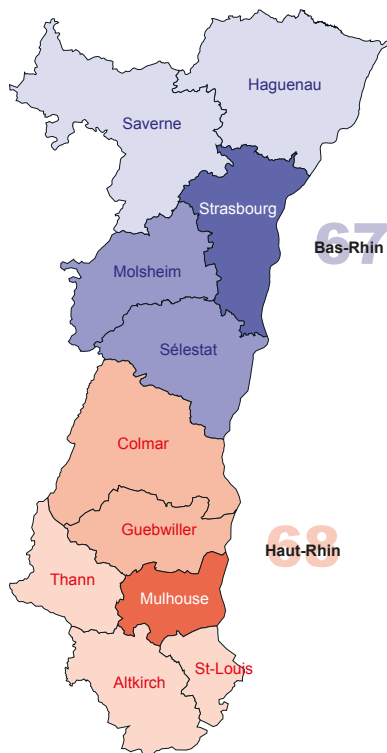 Haguenau
Saverne
Strasbourg
67
Bas-Rhin
Molsheim
Sélestat
Colmar
Guebwiller
68
Haut-Rhin
Thann
Mulhouse
St-Louis
Altkirch